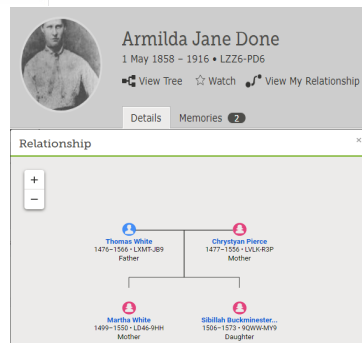 Armilda Jane Done
1 May 1858 – 1916 • LZZ6-PD6
View Tree Watch View My Relationship
Details Memories 2
Relationship ×
+
−
Thomas White Chrystyan Pierce
1476–1566 • LXMT-JB9 1477–1556 • LVLK-R3P
Father Mother
Martha White Sibillah Buckminster...
1499–1550 • LD46-9HH 1506–1573 • 9QWW-MY9
Mother Daughter